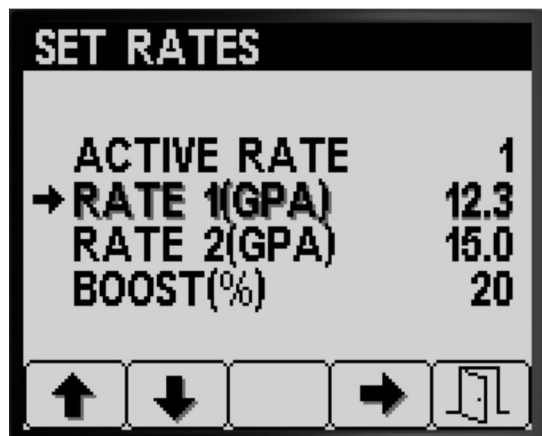 SET RATES
ACTIVE RATE 1
RATE 1(GPA) 12.3
RATE 2(GPA) 15.0
BOOST(%) 20